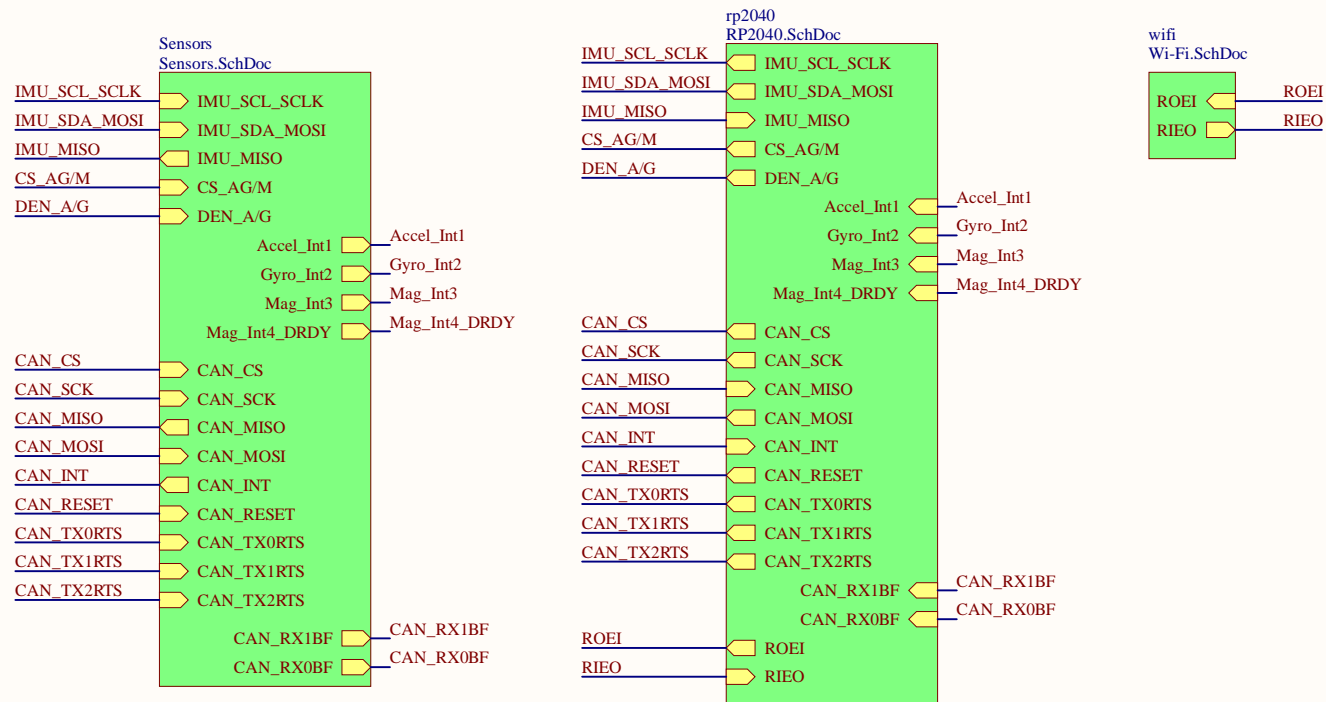 Sensors
Sensors.SchDoc
IMU_SCL_SCLK
IMU_SCL_SCLK
IMU_SDA_MOSI
IMU_SDA_MOSI
IMU_MISO
IMU_MISO
CS_AG/M
CS_AG/M
DEN_A/G
DEN_A/G
Accel_Int1
Accel_Int1
Gyro_Int2
Gyro_Int2
Mag_Int3
Mag_Int3
Mag_Int4_DRDY
Mag_Int4_DRDY
CAN_CS
CAN_CS
CAN_SCK
CAN_SCK
CAN_MISO
CAN_MISO
CAN_MOSI
CAN_MOSI
CAN_INT
CAN_INT
CAN_RESET
CAN_RESET
CAN_TX0RTS
CAN_TX0RTS
CAN_TX1RTS
CAN_TX1RTS
CAN_TX2RTS
CAN_TX2RTS
CAN_RX1BF
CAN_RX1BF
CAN_RX0BF
CAN_RX0BF
rp2040
RP2040.SchDoc
IMU_SCL_SCLK
IMU_SCL_SCLK
IMU_SDA_MOSI
IMU_SDA_MOSI
IMU_MISO
IMU_MISO
CS_AG/M
CS_AG/M
DEN_A/G
DEN_A/G
Accel_Int1
Accel_Int1
Gyro_Int2
Gyro_Int2
Mag_Int3
Mag_Int3
Mag_Int4_DRDY
Mag_Int4_DRDY
CAN_CS
CAN_CS
CAN_SCK
CAN_SCK
CAN_MISO
CAN_MISO
CAN_MOSI
CAN_MOSI
CAN_INT
CAN_INT
CAN_RESET
CAN_RESET
CAN_TX0RTS
CAN_TX0RTS
CAN_TX1RTS
CAN_TX1RTS
CAN_TX2RTS
CAN_TX2RTS
CAN_RX1BF
CAN_RX1BF
CAN_RX0BF
CAN_RX0BF
ROEI
ROEI
RIEO
RIEO
wifi
Wi-Fi.SchDoc
ROEI
ROEI
RIEO
RIEO